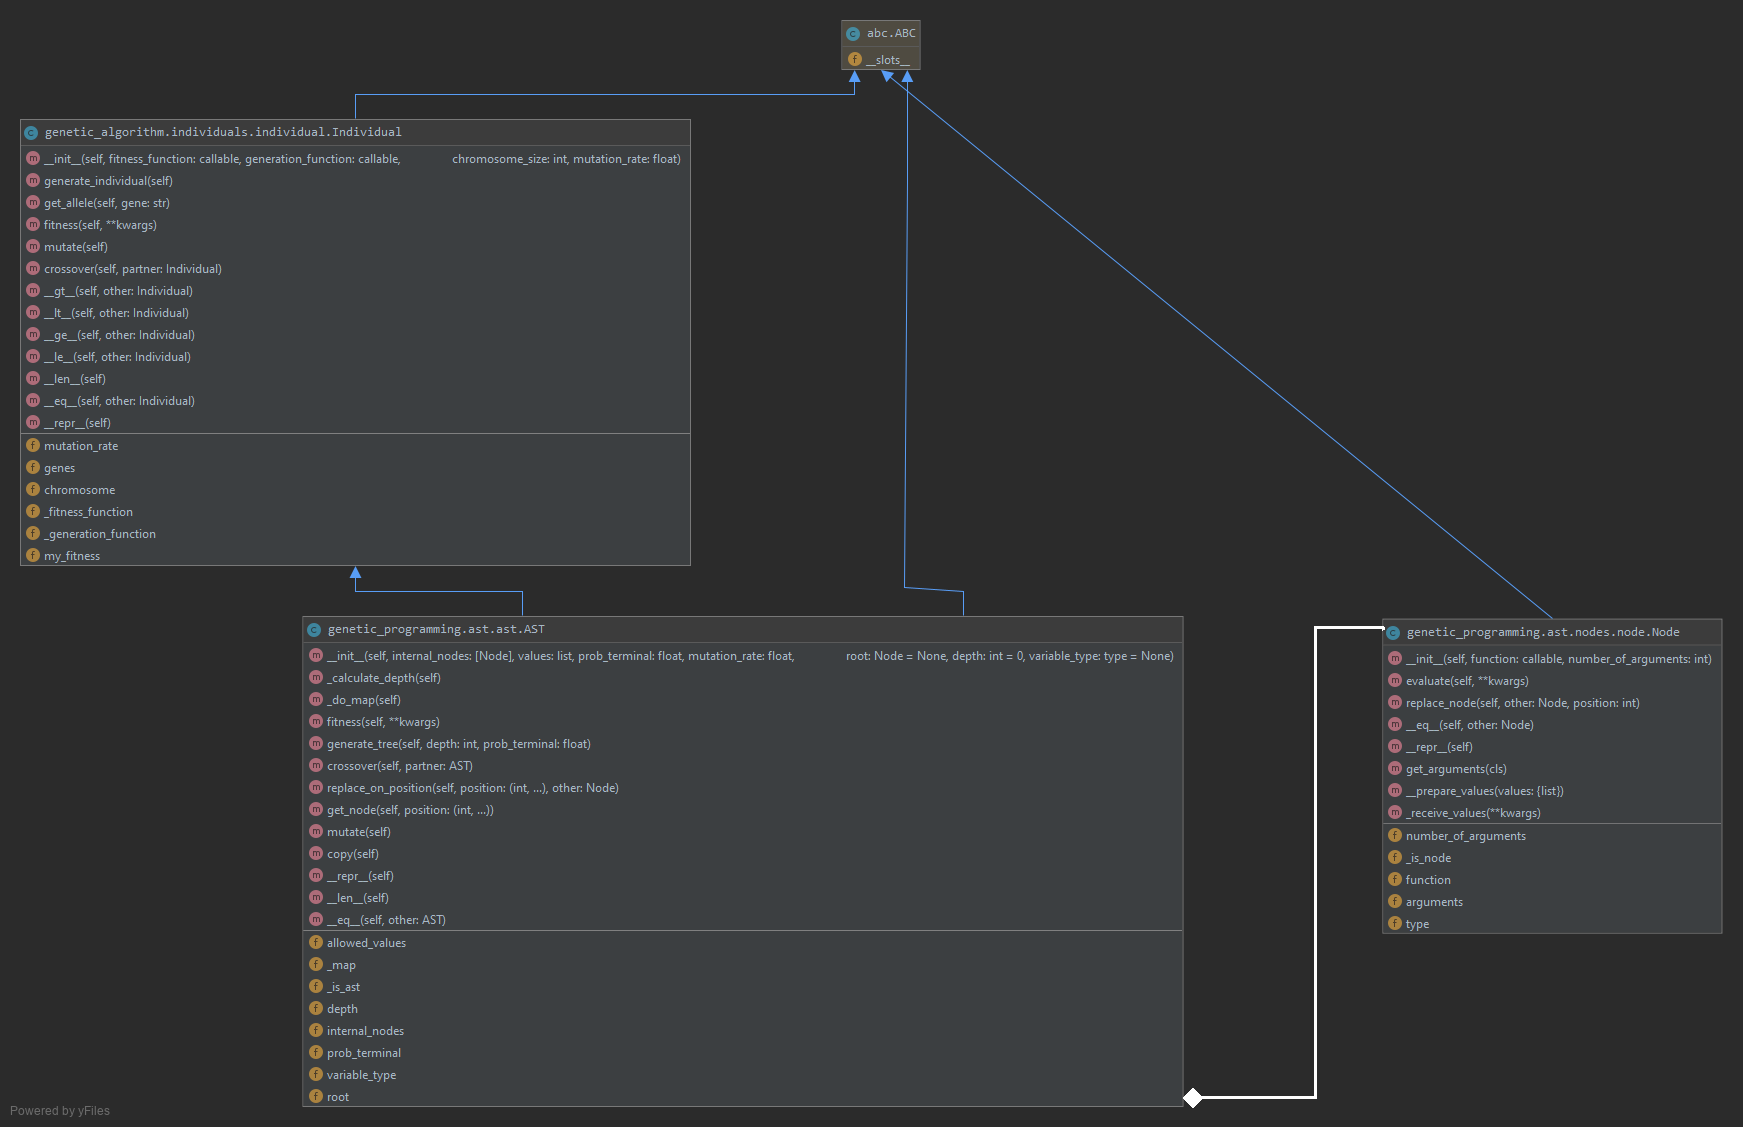 abc.ABC
__slots__
genetic_algorithm.individuals.individual.Individual
__init__(self, fitness_function: callable, generation_function: callable, chromosome_size: int, mutation_rate: float)
generate_individual(self)
get_allele(self, gene: str)
fitness(self, **kwargs)
mutate(self)
crossover(self, partner: Individual)
__gt__(self, other: Individual)
__lt__(self, other: Individual)
__ge__(self, other: Individual)
__le__(self, other: Individual)
__len__(self)
__eq__(self, other: Individual)
__repr__(self)
mutation_rate
genes
chromosome
_fitness_function
_generation_function
my_fitness
genetic_programming.ast.ast.AST
__init__(self, internal_nodes: [Node], values: list, prob_terminal: float, mutation_rate: float, root: Node = None, depth: int = 0, variable_type: type = None)
_calculate_depth(self)
_do_map(self)
fitness(self, **kwargs)
generate_tree(self, depth: int, prob_terminal: float)
crossover(self, partner: AST)
replace_on_position(self, position: (int, ...), other: Node)
get_node(self, position: (int, ...))
mutate(self)
copy(self)
__repr__(self)
__len__(self)
__eq__(self, other: AST)
allowed_values
_map
_is_ast
depth
internal_nodes
prob_terminal
variable_type
root
genetic_programming.ast.nodes.node.Node
__init__(self, function: callable, number_of_arguments: int)
evaluate(self, **kwargs)
replace_node(self, other: Node, position: int)
__eq__(self, other: Node)
__repr__(self)
get_arguments(cls)
__prepare_values(values: {list})
_receive_values(**kwargs)
number_of_arguments
_is_node
function
arguments
type
Powered by yFiles